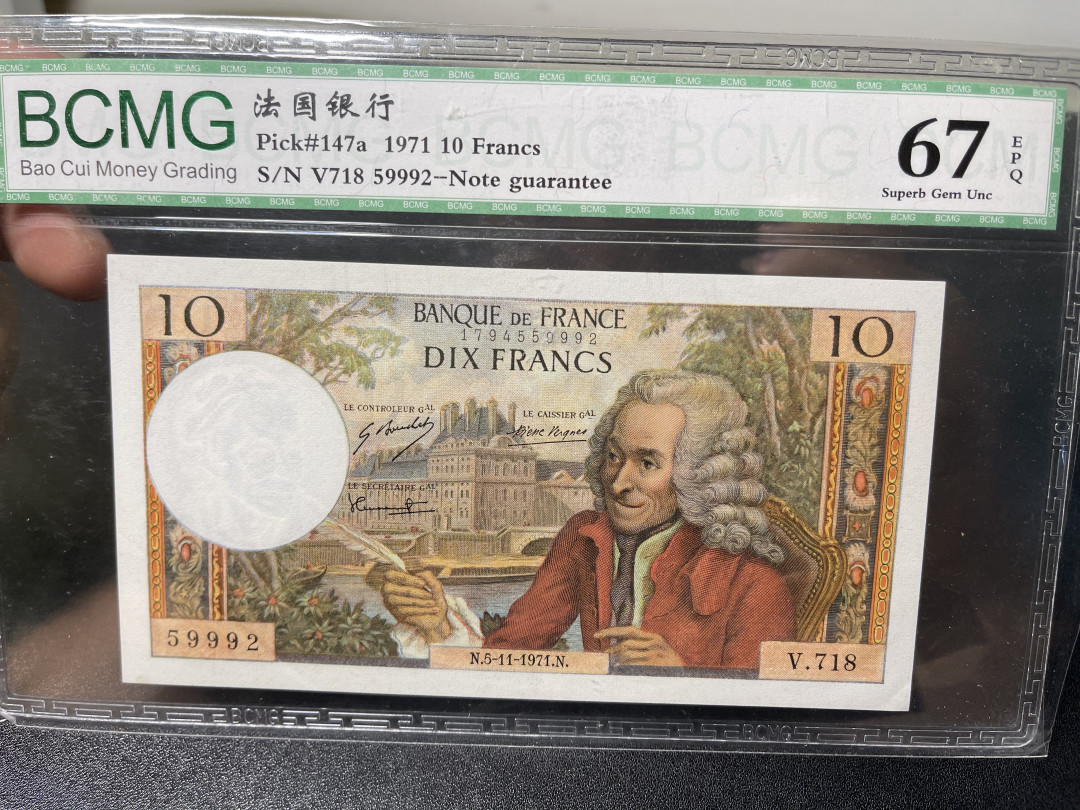 BCMG
Bao Cui Money Grading
法国银行
Pick#147a 1971 10 Francs
S/N V718 59992--Note guarantee
67
EPQ
Superb Gem Unc
10
BANQUE DE FRANCE
1794559992
DIX FRANCS
10
LE CONTROLEUR GAL
LE CAISSIER GAL
LE SECRÉTAIRE GAL
59992
N.5-11-1971.N.
V.718